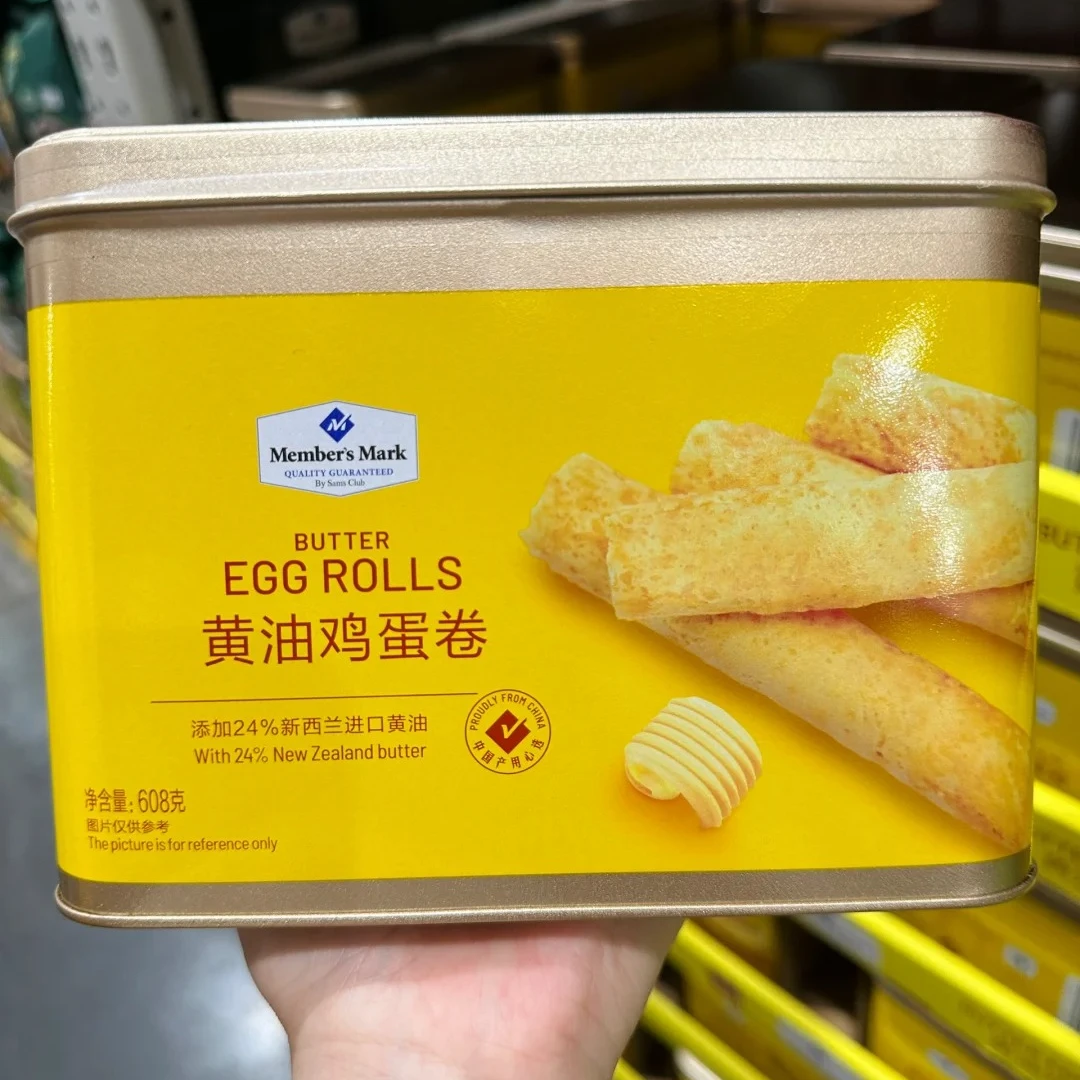 Member's Mark
QUALITY GUARANTEED
By Sam's Club
BUTTER
EGG ROLLS
黄油鸡蛋卷
添加24%新西兰进口黄油
With 24% New Zealand butter
PROUDLY FROM CHINA
中国产用心选
净含量：608克
图片仅供参考
The picture is for reference only